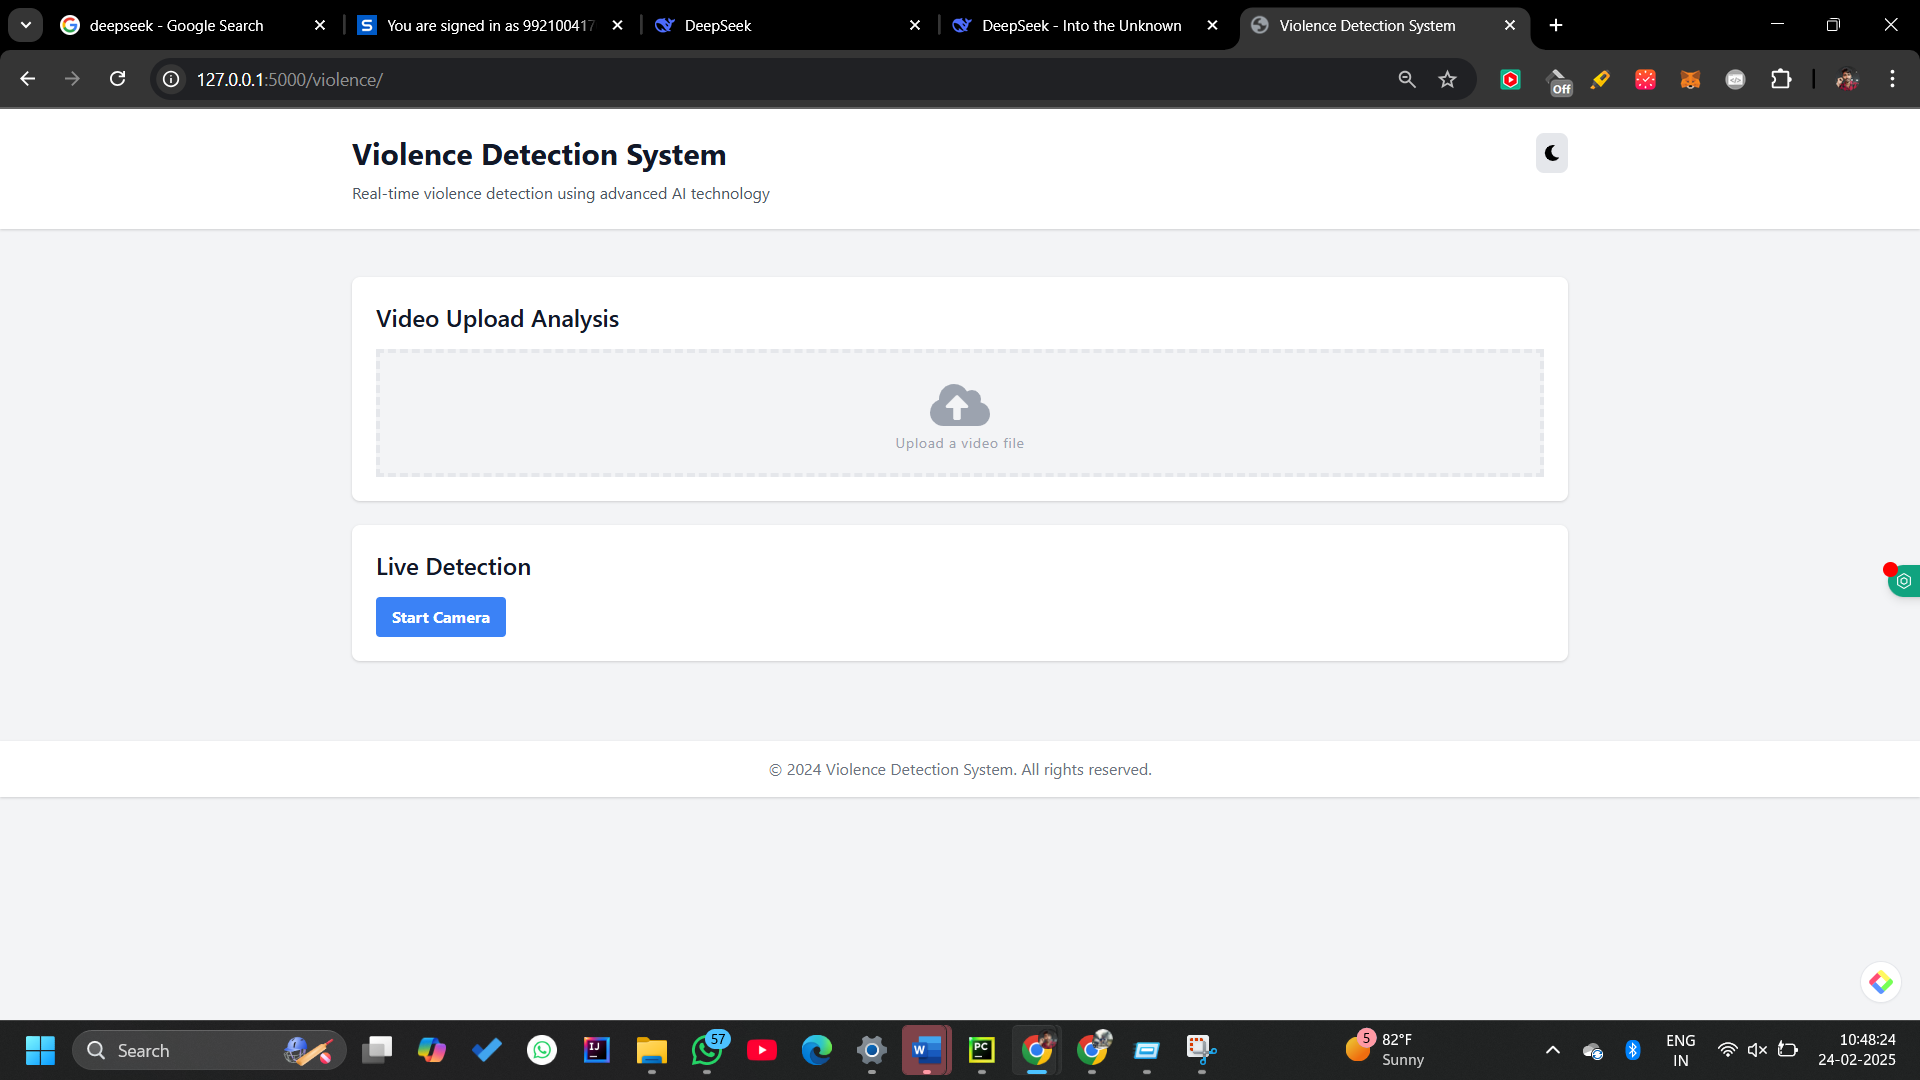 deepseek - Google Search
You are signed in as 992100417
DeepSeek
DeepSeek - Into the Unknown
Violence Detection System
127.0.0.1:5000/violence/
Off
Violence Detection System
Real-time violence detection using advanced AI technology
Video Upload Analysis
Upload a video file
Live Detection
Start Camera
© 2024 Violence Detection System. All rights reserved.
Search
57
5
82°F
Sunny
ENG
IN
10:48:24
24-02-2025